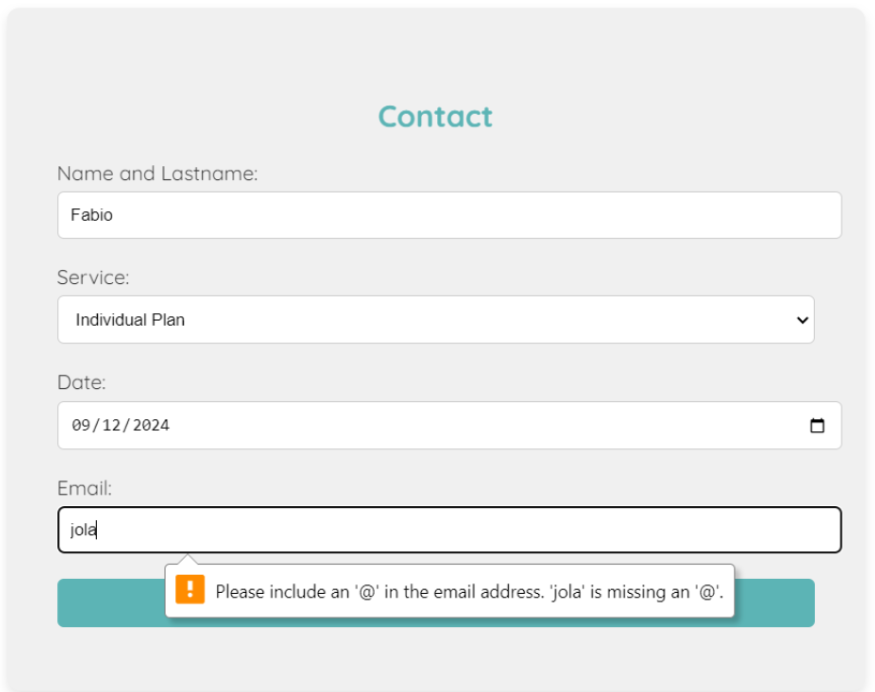 Contact
Name and Lastname:
Fabio
Service:
Individual Plan
Date:
09/12/2024
Email:
jola
Please include an '@' in the email address. 'jola' is missing an '@'.